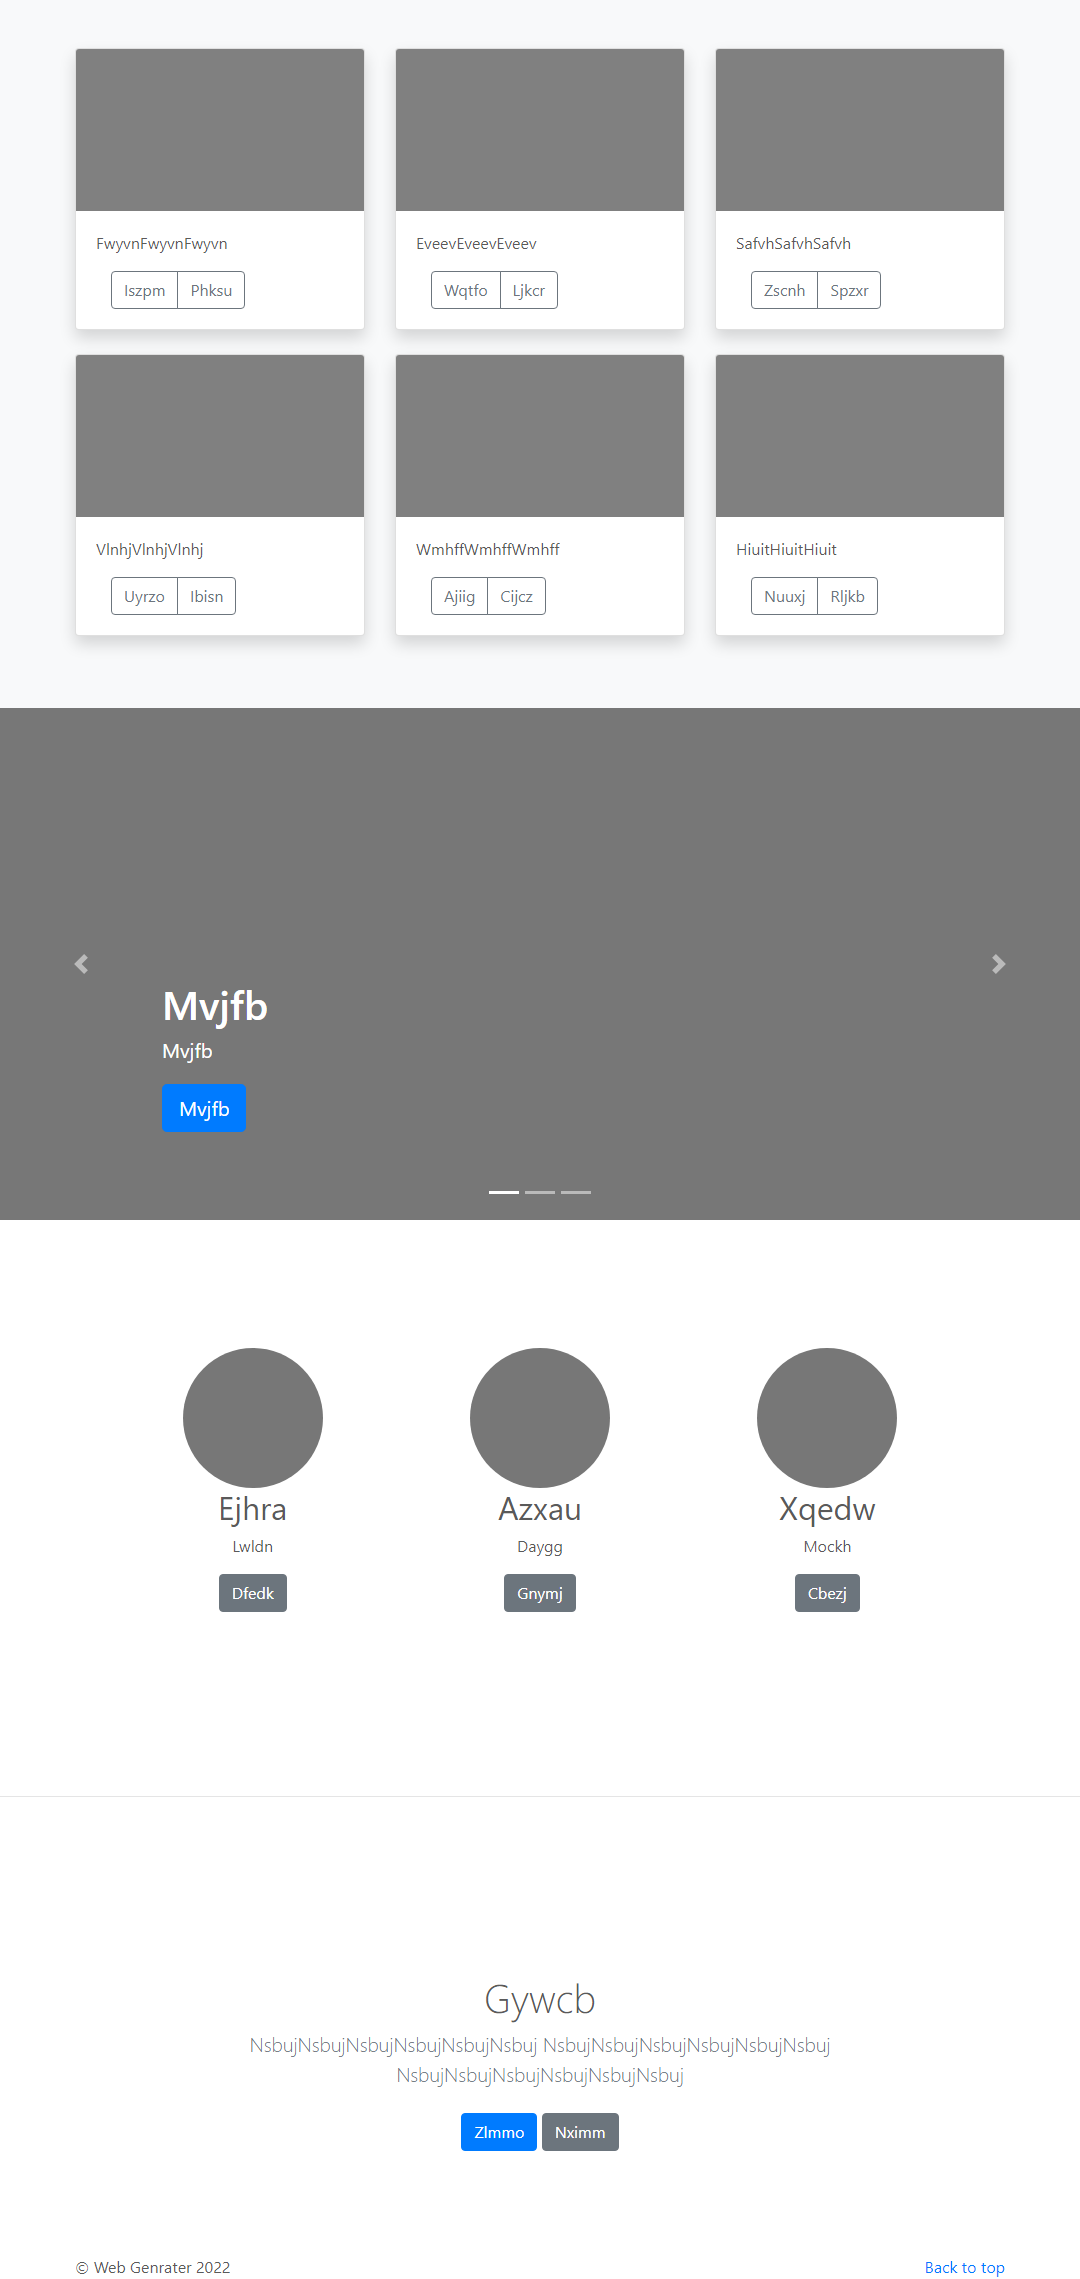 FwyvnFwyvnFwyvn
Iszpm Phksu
EveevEveevEveev
Wqtfo Ljkcr
SafvhSafvhSafvh
Zscnh Spzxr
VlnhjVlnhjVlnhj
Uyrzo Ibisn
WmhffWmhffWmhff
Ajiig Cijcz
HiuitHiuitHiuit
Nuuxj Rljkb
Mvjfb
Mvjfb
Mvjfb
Ejhra
Lwldn
Dfedk
Azxau
Daygg
Gnymj
Xqedw
Mockh
Cbezj
Gywcb
NsbujNsbujNsbujNsbujNsbujNsbuj NsbujNsbujNsbujNsbujNsbujNsbuj
NsbujNsbujNsbujNsbujNsbujNsbuj
Zlmmo Nximm
© Web Genrater 2022
Back to top